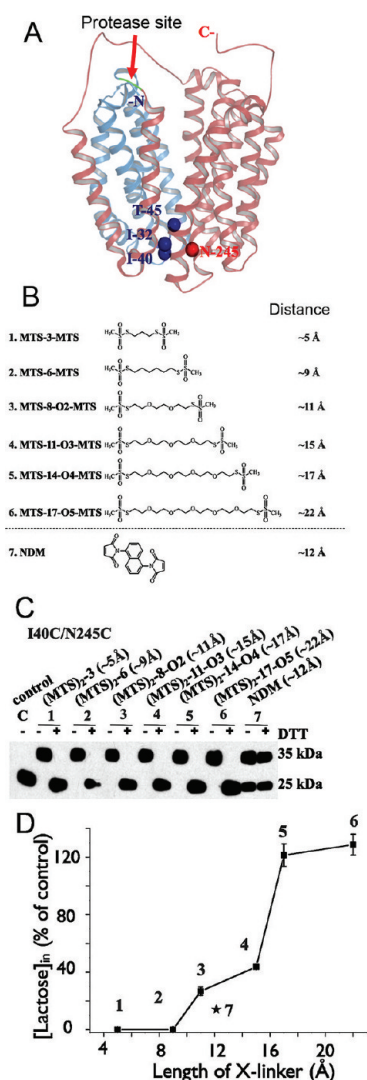 A
Protease site
C-
-N
T-45
I-32
I-40
N-245
B
Distance
1. MTS-3-MTS ~5 Å
2. MTS-6-MTS ~9 Å
3. MTS-8-O2-MTS ~11 Å
4. MTS-11-O3-MTS ~15 Å
5. MTS-14-O4-MTS ~17 Å
6. MTS-17-O5-MTS ~22 Å
7. NDM ~12 Å
C
I40C/N245C
control
(MTS)₂-3 (~5Å)
(MTS)₂-6 (~9Å)
(MTS)₂-8-O2 (~11Å)
(MTS)₂-11-O3 (~15Å)
(MTS)₂-14-O4 (~17Å)
(MTS)₂-17-O5 (~22Å)
NDM (~12Å)
C 1 2 3 4 5 6 7
- - + - + - + - + - + - + - + DTT
35 kDa
25 kDa
D
[Lactose]in (% of control)
120
80
40
0
1 2 3 4 5 6
★7
4 8 12 16 20 24
Length of X-linker (Å)